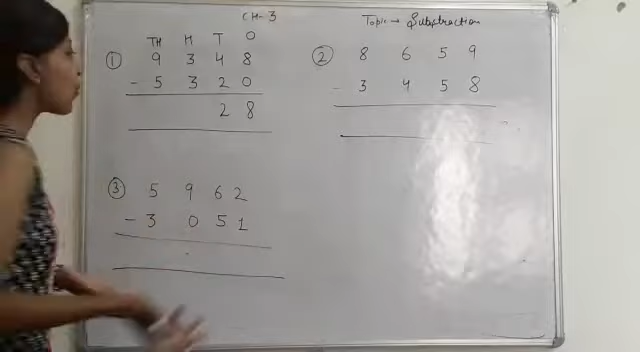 CH-3 Topic → Subtraction
TH H T O
① 9 3 4 8
- 5 3 2 0
2 8
② 8 6 5 9
- 3 4 5 8
③ 5 9 6 2
- 3 0 5 1